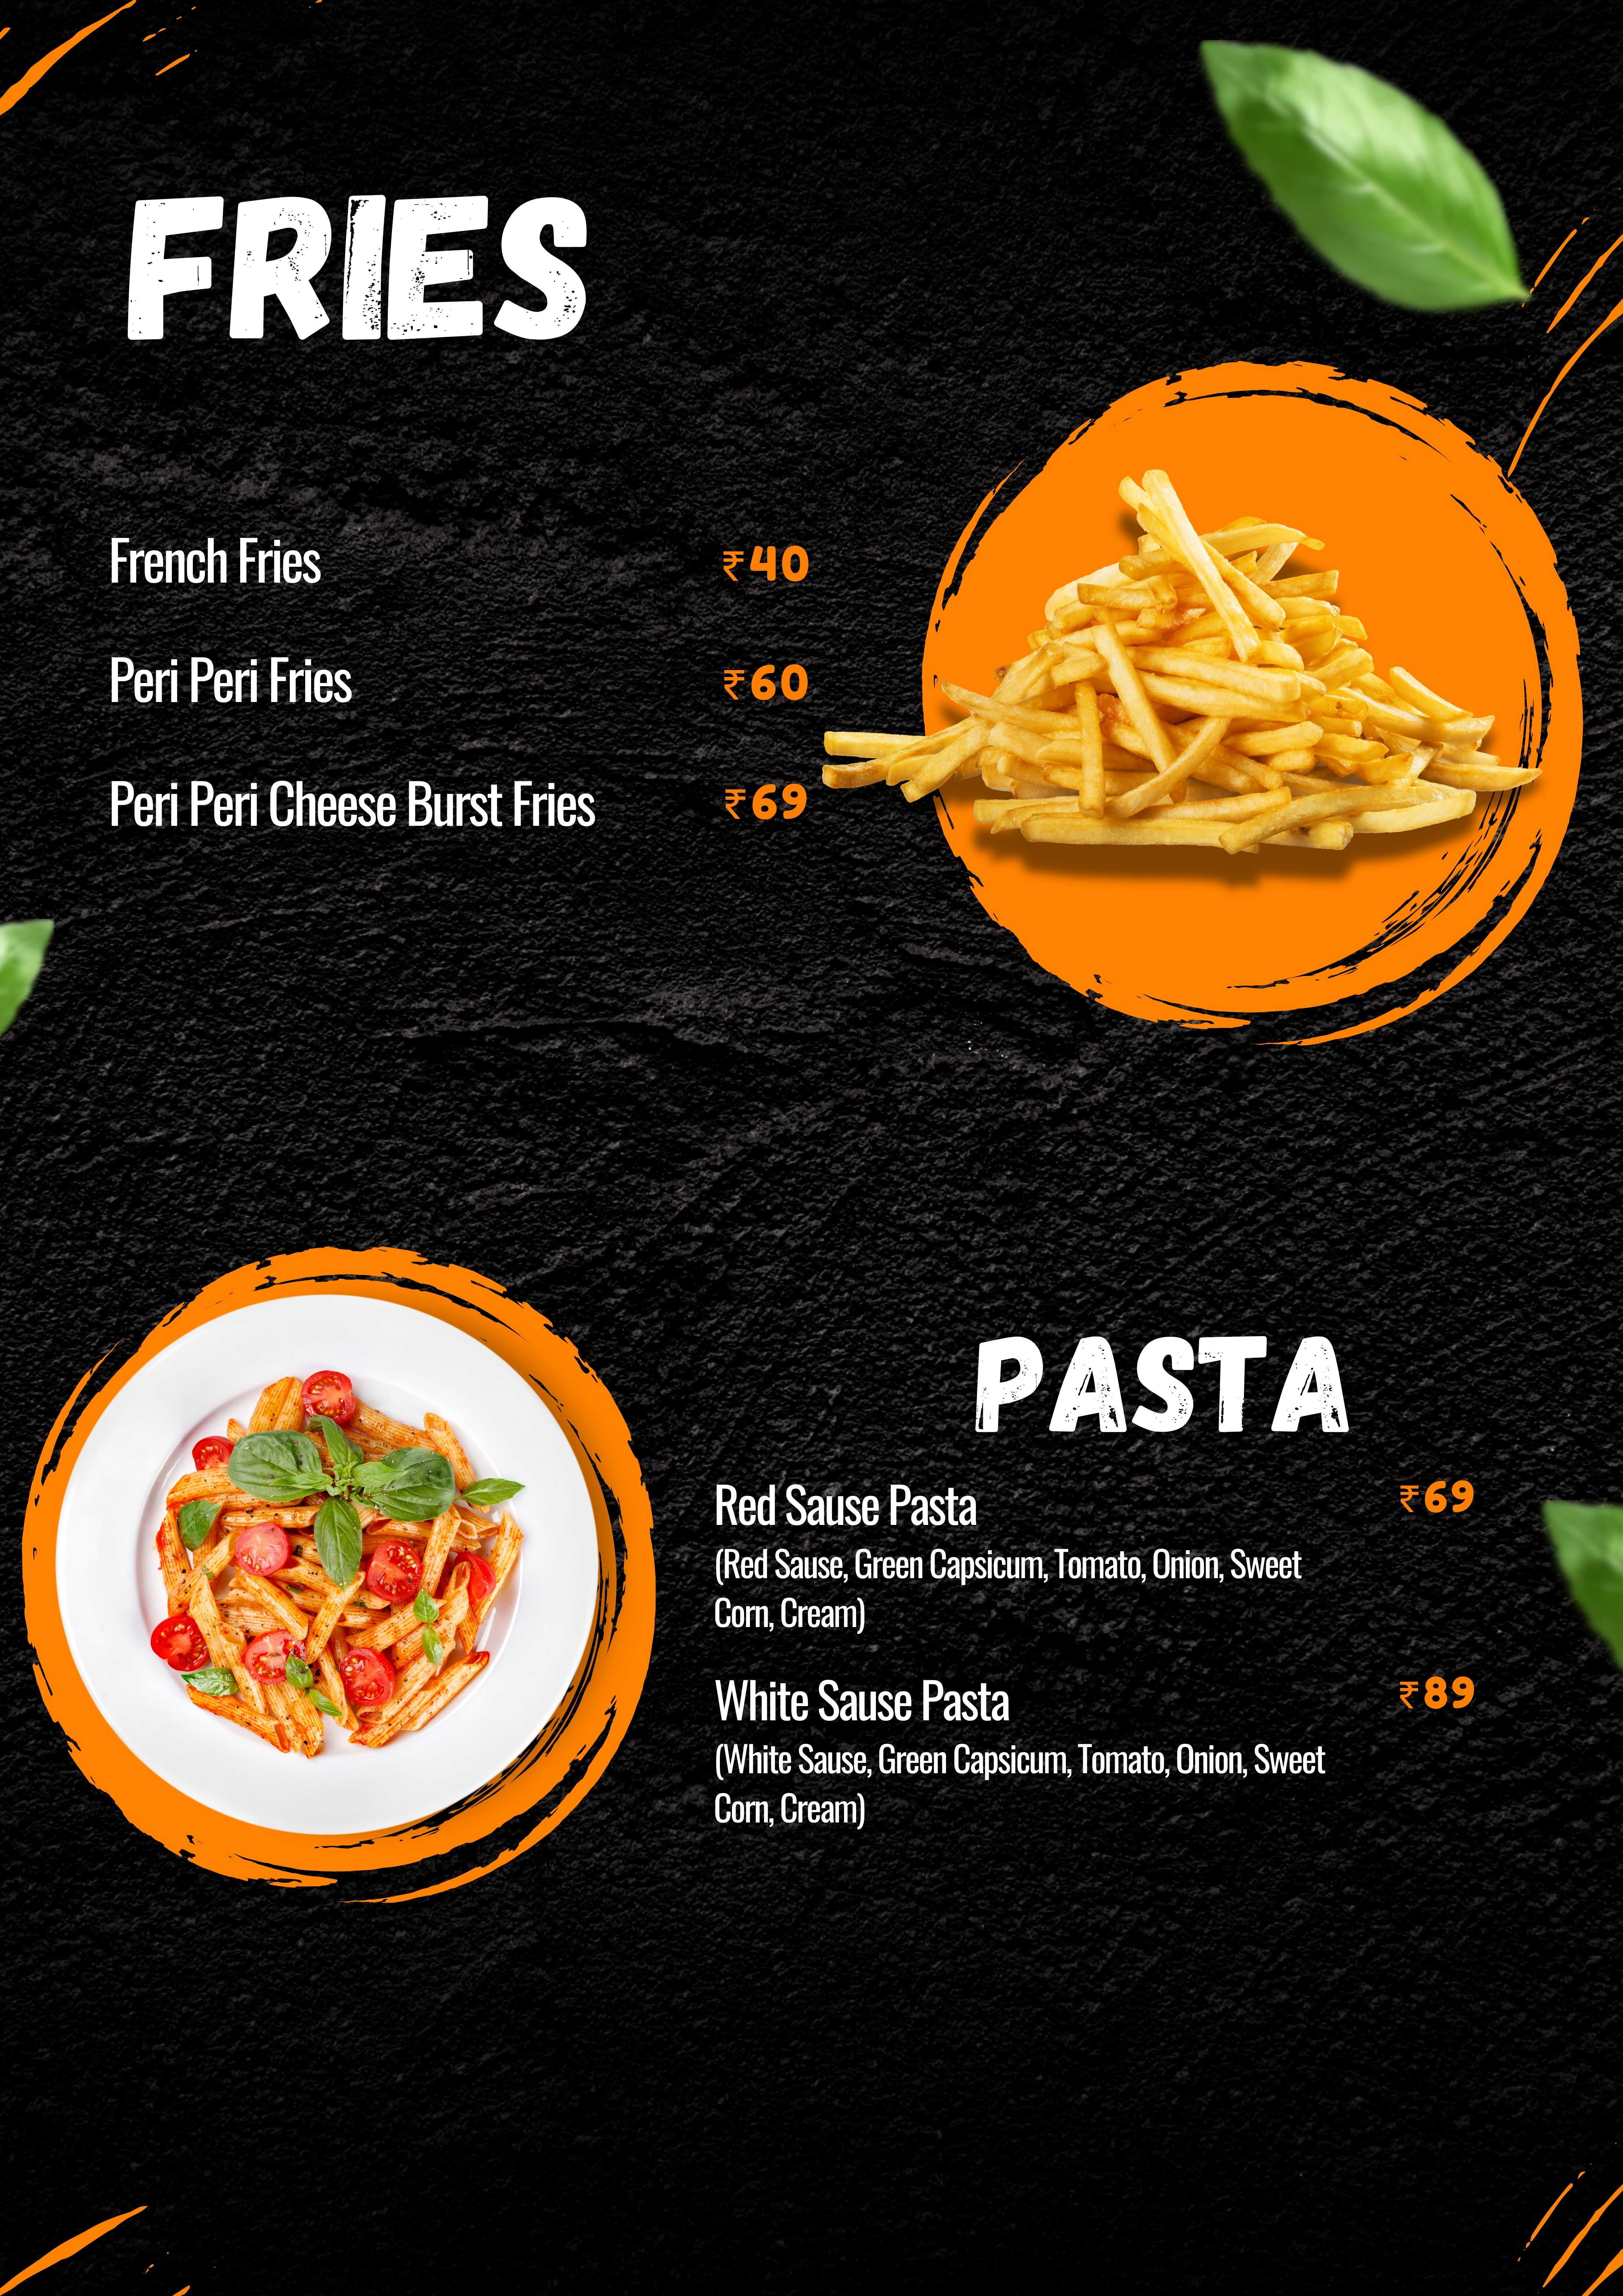 FRIES
French Fries ₹40
Peri Peri Fries ₹60
Peri Peri Cheese Burst Fries ₹69
PASTA
Red Sause Pasta ₹69
(Red Sause, Green Capsicum, Tomato, Onion, Sweet
Corn, Cream)
White Sause Pasta ₹89
(White Sause, Green Capsicum, Tomato, Onion, Sweet
Corn, Cream)